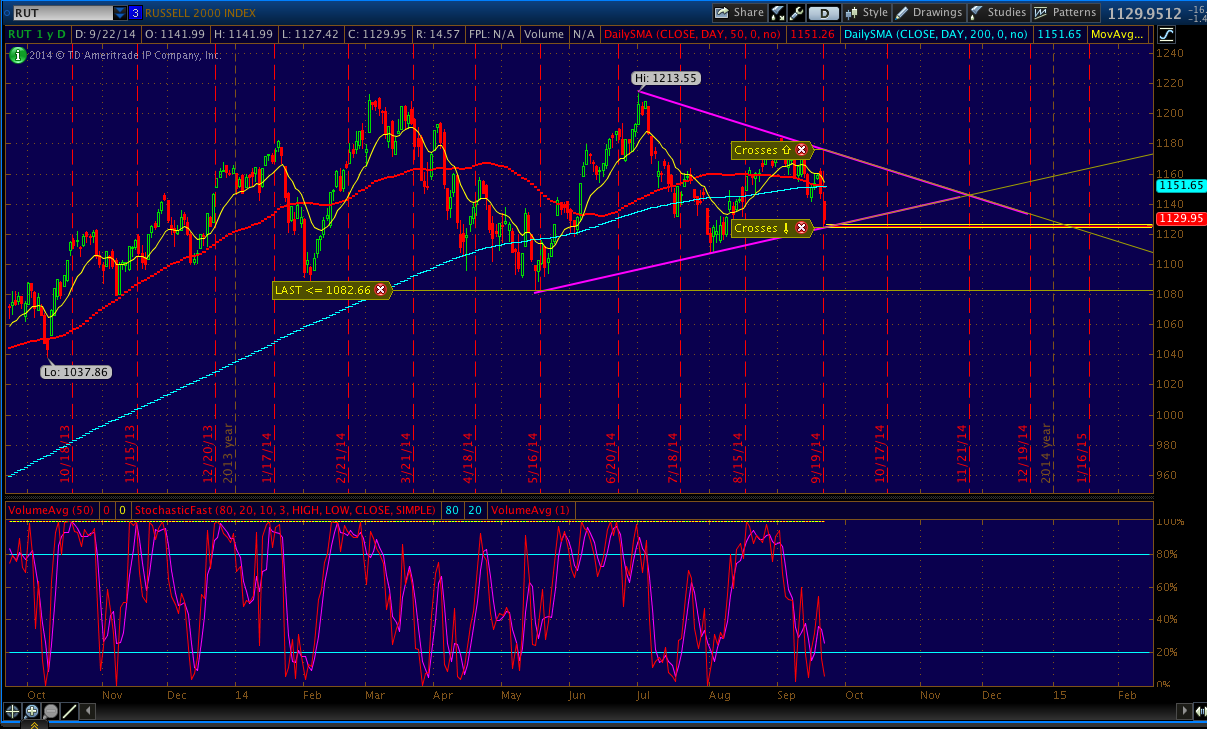 RUT 3 RUSSELL 2000 INDEX Share D Style Drawings Studies Patterns 1129.9512 -16.
-1.4
RUT 1 y D D: 9/22/14 O: 1141.99 H: 1141.99 L: 1127.42 C: 1129.95 R: 14.57 FPL: N/A Volume N/A DailySMA (CLOSE, DAY, 50, 0, no) 1151.26 DailySMA (CLOSE, DAY, 200, 0, no) 1151.65 MovAvg...
2014 © TD Ameritrade IP Company, Inc.
1240
Hi: 1213.55
1220
1200
1180
Crosses
1160
1151.65
1140
1129.95
Crosses
1120
1100
LAST <= 1082.66
1080
1060
1040
Lo: 1037.86
1020
1000
980
960
10/18/13 11/15/13 12/20/13 2013 year 1/17/14 2/21/14 3/21/14 4/18/14 5/16/14 6/20/14 7/18/14 8/15/14 9/19/14 10/17/14 11/21/14 12/19/14 2014 year 1/16/15
VolumeAvg (50) 0 0 StochasticFast (80, 20, 10, 3, HIGH, LOW, CLOSE, SIMPLE) 80 20 VolumeAvg (1)
100%
80%
60%
40%
20%
0%
Oct Nov Dec 14 Feb Mar Apr May Jun Jul Aug Sep Oct Nov Dec 15 Feb